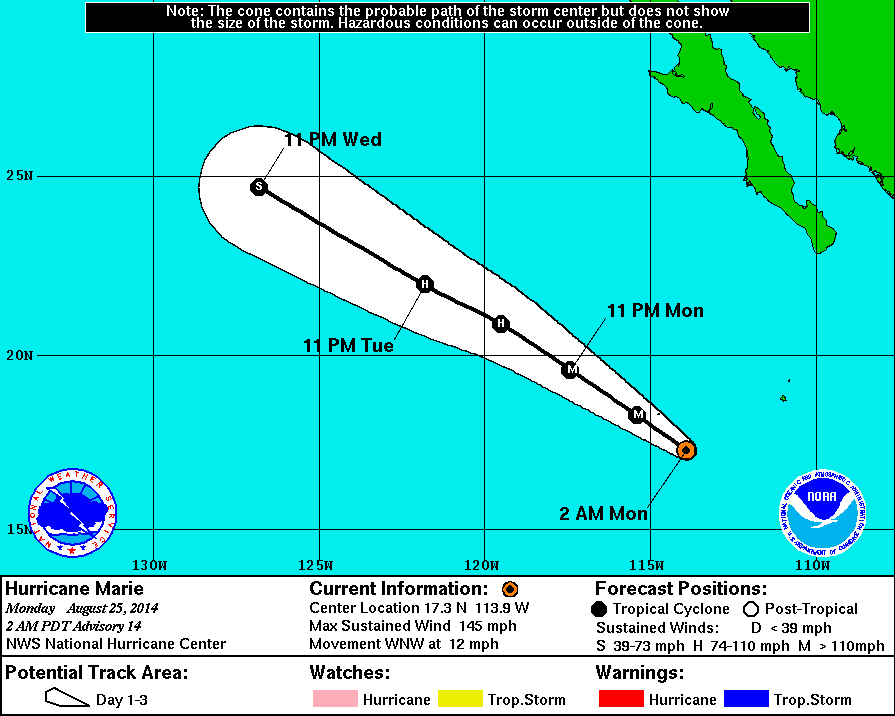 Note: The cone contains the probable path of the storm center but does not show
the size of the storm. Hazardous conditions can occur outside of the cone.
11 PM Wed
25N
S
H
11 PM Tue
H
11 PM Mon
20N
M
M
2 AM Mon
NATIONAL WEATHER SERVICE
NOAA
15N
130W
125W
120W
115W
110W
Hurricane Marie
Monday August 25, 2014
2 AM PDT Advisory 14
NWS National Hurricane Center
Current Information:
Center Location 17.3 N 113.9 W
Max Sustained Wind 145 mph
Movement WNW at 12 mph
Forecast Positions:
Tropical Cyclone Post-Tropical
Sustained Winds: D < 39 mph
S 39-73 mph H 74-110 mph M > 110mph
Potential Track Area:
Day 1-3
Watches:
Hurricane Trop.Storm
Warnings:
Hurricane Trop.Storm